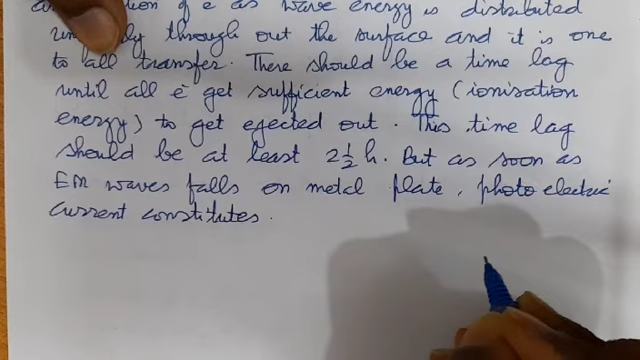 of e as wave energy is distributed
through out the surface and it is one
to all transfer. There should be a time lag
until all e⁻ get sufficient energy (ionisation
energy) to get ejected out. This time lag
should be at least 2½ h. But as soon as
EM waves falls on metal plate, photo electric
current constitutes.